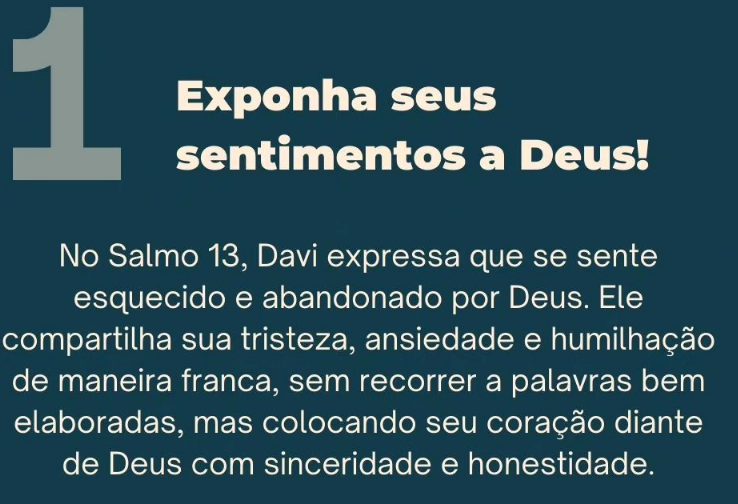 1
Exponha seus
sentimentos a Deus!
No Salmo 13, Davi expressa que se sente
esquecido e abandonado por Deus. Ele
compartilha sua tristeza, ansiedade e humilhação
de maneira franca, sem recorrer a palavras bem
elaboradas, mas colocando seu coração diante
de Deus com sinceridade e honestidade.